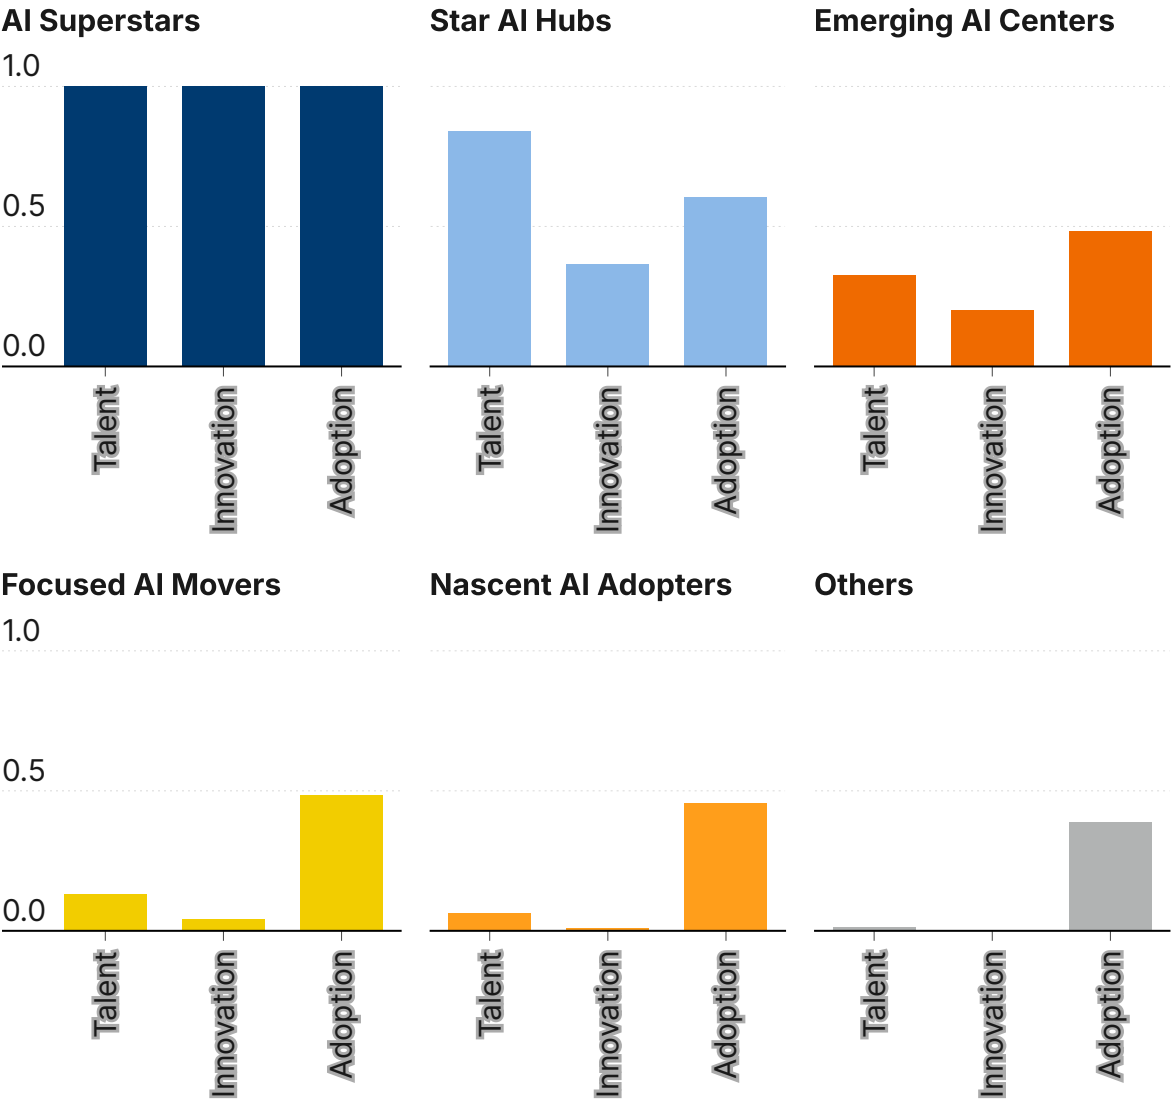 AI Superstars
1.0
0.5
0.0
Talent
Innovation
Adoption
Star AI Hubs
Talent
Innovation
Adoption
Emerging AI Centers
Talent
Innovation
Adoption
Focused AI Movers
1.0
0.5
0.0
Talent
Innovation
Adoption
Nascent AI Adopters
Talent
Innovation
Adoption
Others
Talent
Innovation
Adoption